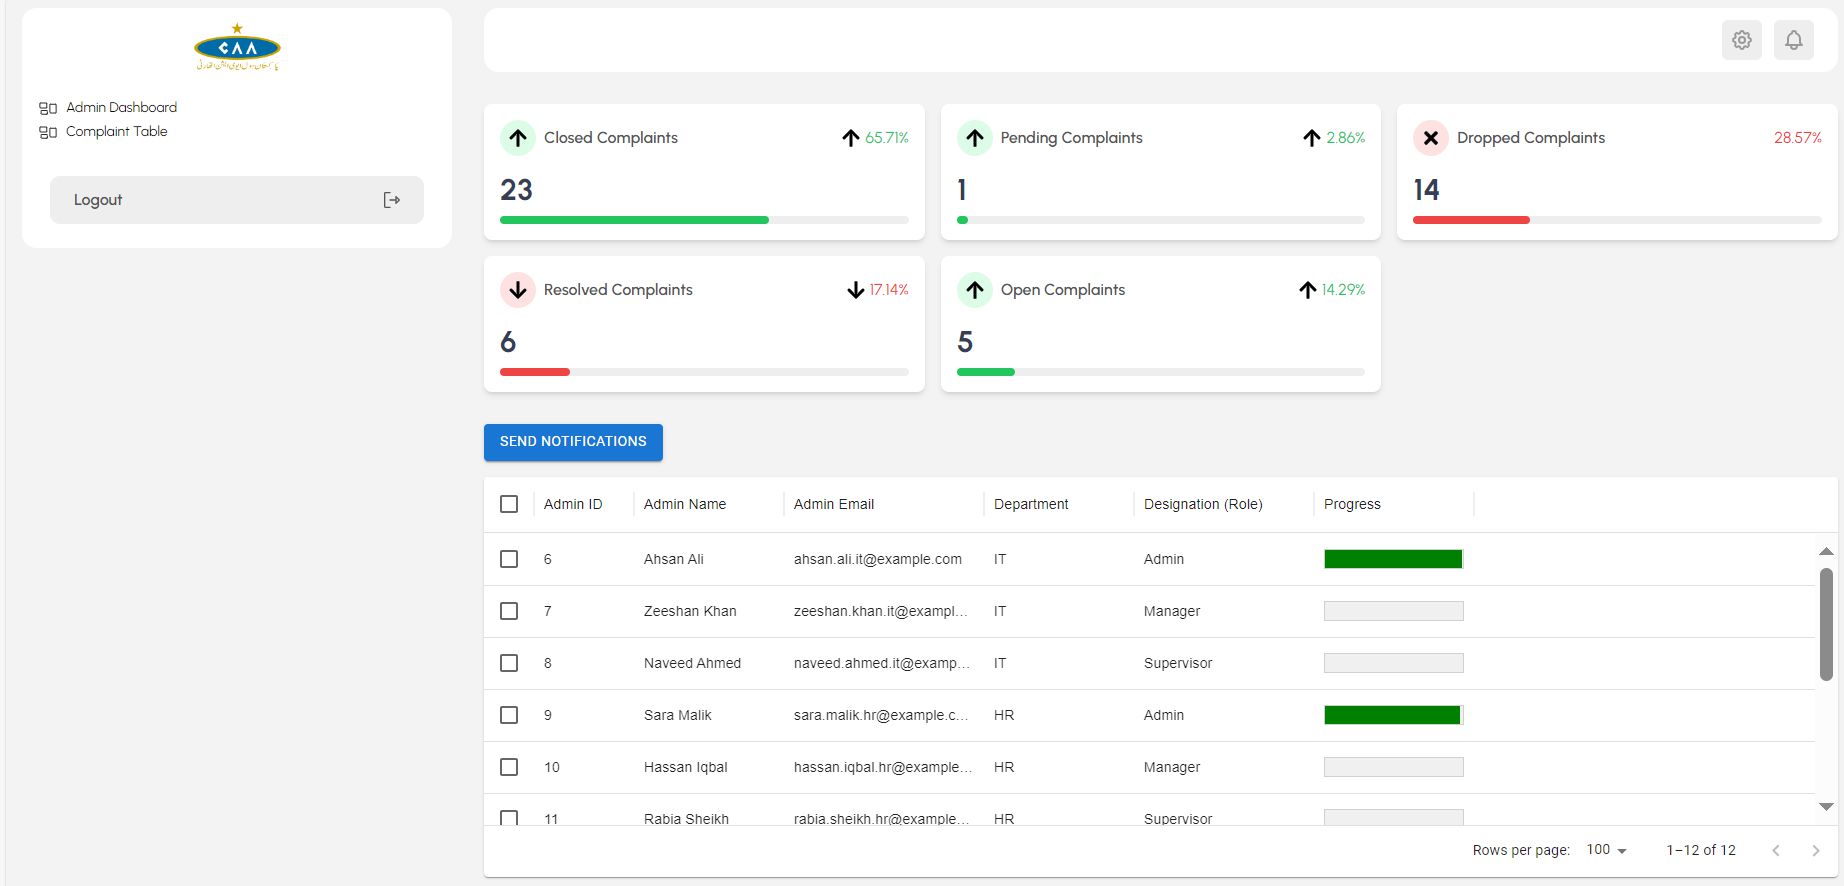 CAA
پاکستان سول ایوی ایشن اتھارٹی
Admin Dashboard
Complaint Table
Logout
Closed Complaints 65.71%
23
Pending Complaints 2.86%
1
Dropped Complaints 28.57%
14
Resolved Complaints 17.14%
6
Open Complaints 14.29%
5
SEND NOTIFICATIONS
Admin ID Admin Name Admin Email Department Designation (Role) Progress
6 Ahsan Ali ahsan.ali.it@example.com IT Admin
7 Zeeshan Khan zeeshan.khan.it@exampl... IT Manager
8 Naveed Ahmed naveed.ahmed.it@examp... IT Supervisor
9 Sara Malik sara.malik.hr@example.c... HR Admin
10 Hassan Iqbal hassan.iqbal.hr@example... HR Manager
11 Rabia Sheikh rabia.sheikh.hr@example... HR Supervisor
Rows per page: 100 1–12 of 12